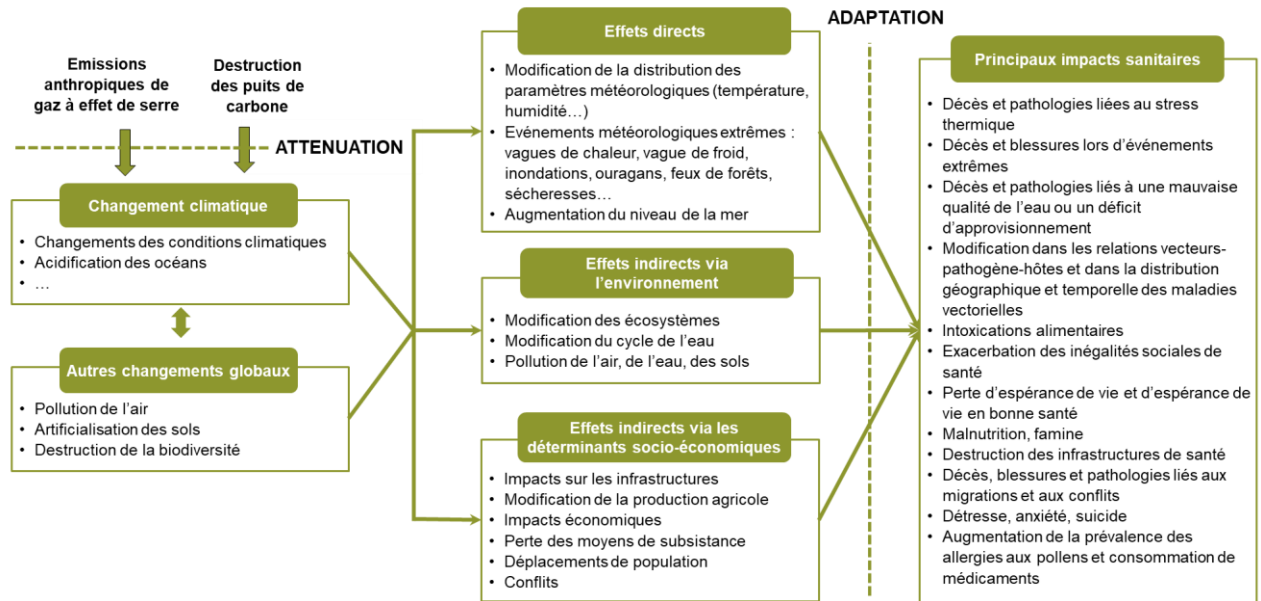 Emissions
anthropiques de
gaz à effet de serre
Destruction
des puits de
carbone
ATTENUATION
Changement climatique
• Changements des conditions climatiques
• Acidification des océans
• …
Autres changements globaux
• Pollution de l'air
• Artificialisation des sols
• Destruction de la biodiversité
Effets directs
• Modification de la distribution des
paramètres météorologiques (température,
humidité…)
• Evénements météorologiques extrêmes :
vagues de chaleur, vague de froid,
inondations, ouragans, feux de forêts,
sécheresses…
• Augmentation du niveau de la mer
Effets indirects via
l'environnement
• Modification des écosystèmes
• Modification du cycle de l'eau
• Pollution de l'air, de l'eau, des sols
Effets indirects via les
déterminants socio-économiques
• Impacts sur les infrastructures
• Modification de la production agricole
• Impacts économiques
• Perte des moyens de subsistance
• Déplacements de population
• Conflits
ADAPTATION
Principaux impacts sanitaires
• Décès et pathologies liées au stress
thermique
• Décès et blessures lors d'événements
extrêmes
• Décès et pathologies liés à une mauvaise
qualité de l'eau ou un déficit
d'approvisionnement
• Modification dans les relations vecteurs-
pathogène-hôtes et dans la distribution
géographique et temporelle des maladies
vectorielles
• Intoxications alimentaires
• Exacerbation des inégalités sociales de
santé
• Perte d'espérance de vie et d'espérance de
vie en bonne santé
• Malnutrition, famine
• Destruction des infrastructures de santé
• Décès, blessures et pathologies liés aux
migrations et aux conflits
• Détresse, anxiété, suicide
• Augmentation de la prévalence des
allergies aux pollens et consommation de
médicaments